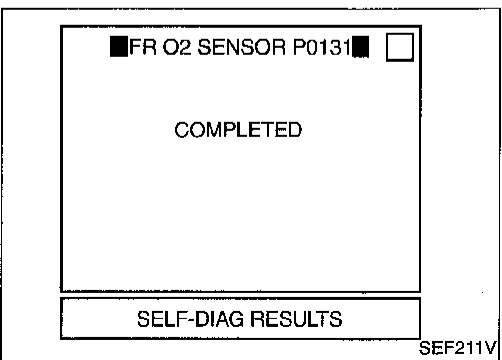 FR O2 SENSOR P0131
COMPLETED
SELF-DIAG RESULTS
SEF211V